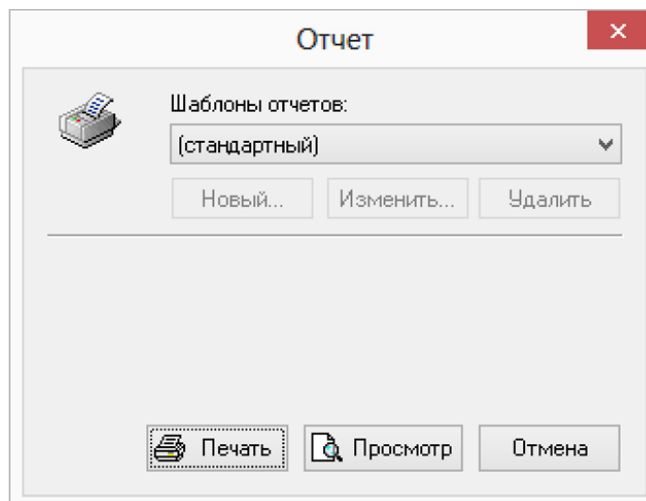 Отчет
Шаблоны отчетов:
(стандартный)
Новый... Изменить... Удалить
Печать Просмотр Отмена